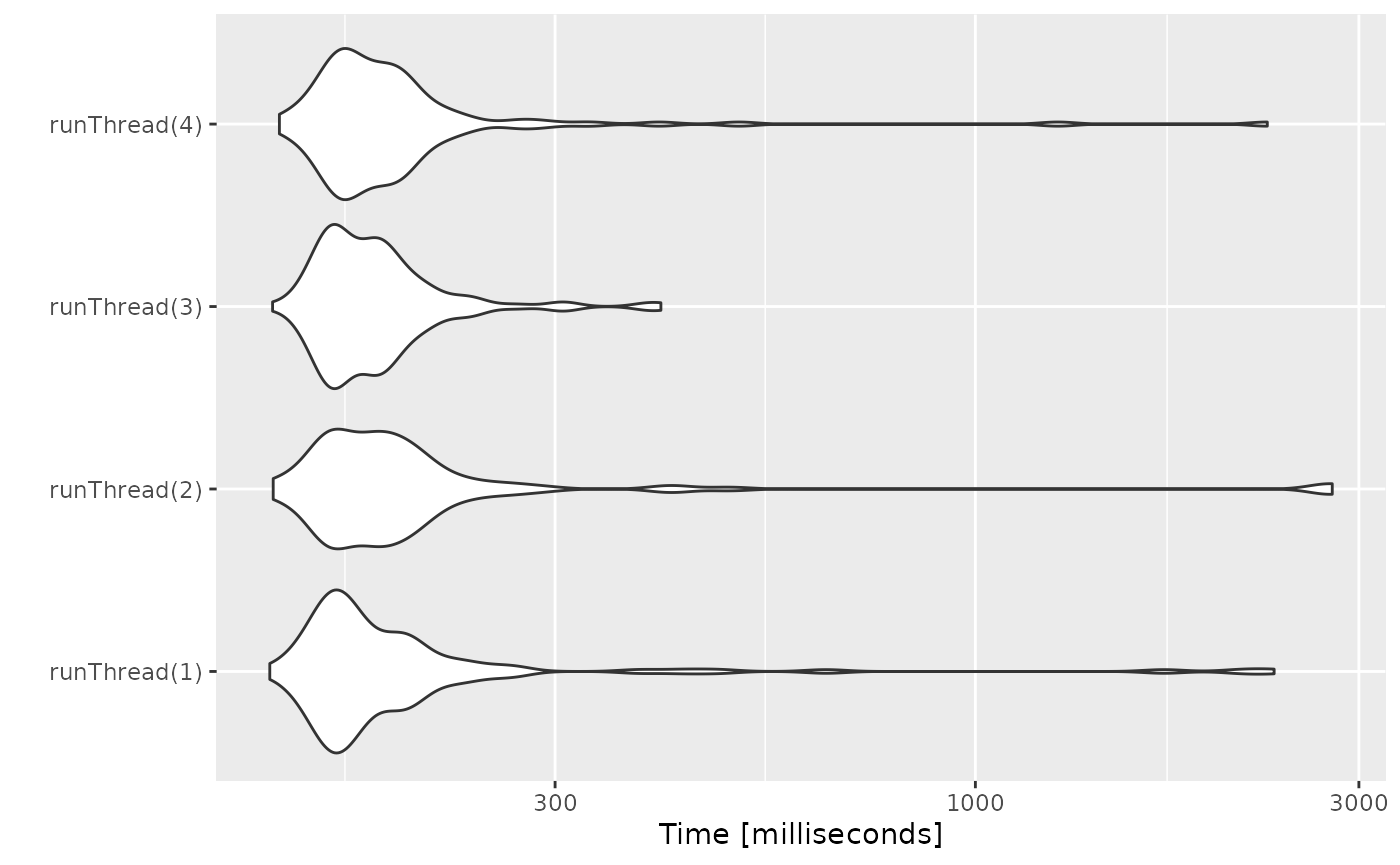 runThread(4)
runThread(3)
runThread(2)
runThread(1)
300
1000
3000
Time [milliseconds]